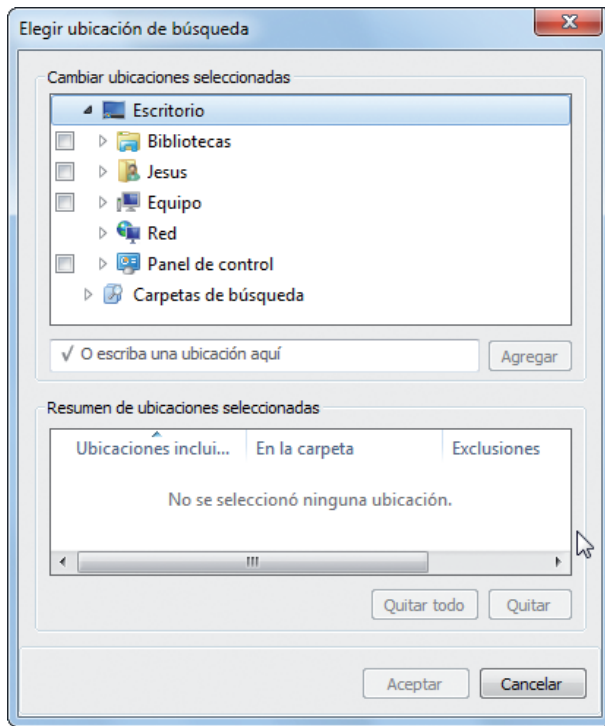 Elegir ubicación de búsqueda
Cambiar ubicaciones seleccionadas
Escritorio
Bibliotecas
Jesus
Equipo
Red
Panel de control
Carpetas de búsqueda
√ O escriba una ubicación aquí
Agregar
Resumen de ubicaciones seleccionadas
Ubicaciones inclui... En la carpeta Exclusiones
No se seleccionó ninguna ubicación.
Quitar todo Quitar
Aceptar Cancelar